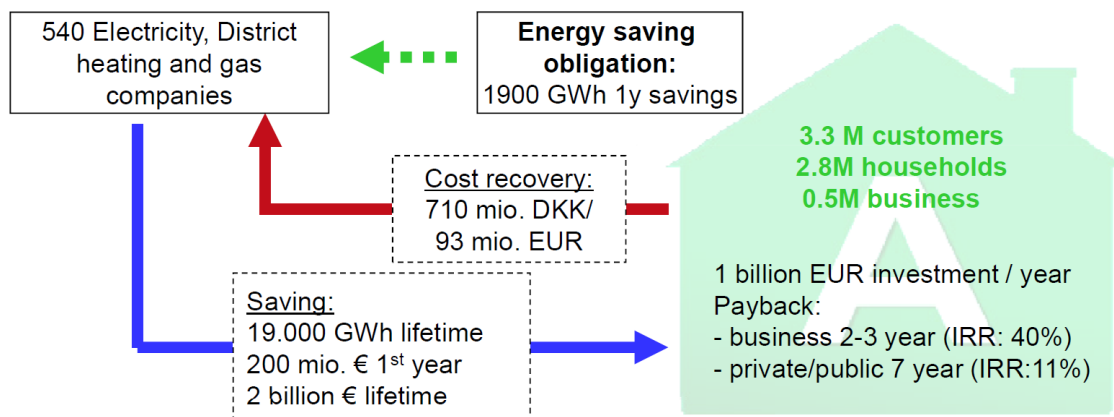 540 Electricity, District
heating and gas
companies
Energy saving
obligation:
1900 GWh 1y savings
3.3 M customers
2.8M households
0.5M business
Cost recovery:
710 mio. DKK/
93 mio. EUR
1 billion EUR investment / year
Payback:
- business 2-3 year (IRR: 40%)
- private/public 7 year (IRR:11%)
Saving:
19.000 GWh lifetime
200 mio. € 1st year
2 billion € lifetime
A